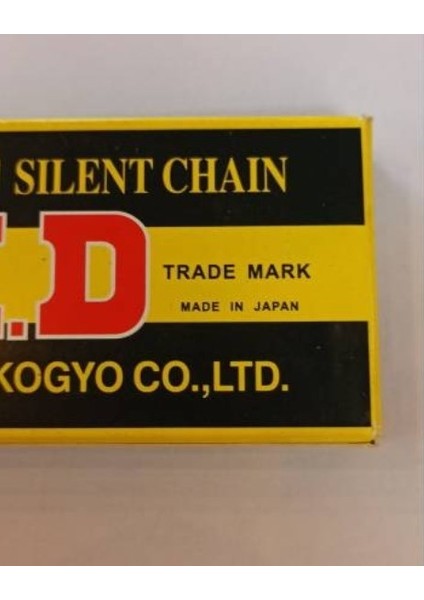 SILENT CHAIN
.D
TRADE MARK
MADE IN JAPAN
KOGYO CO.,LTD.